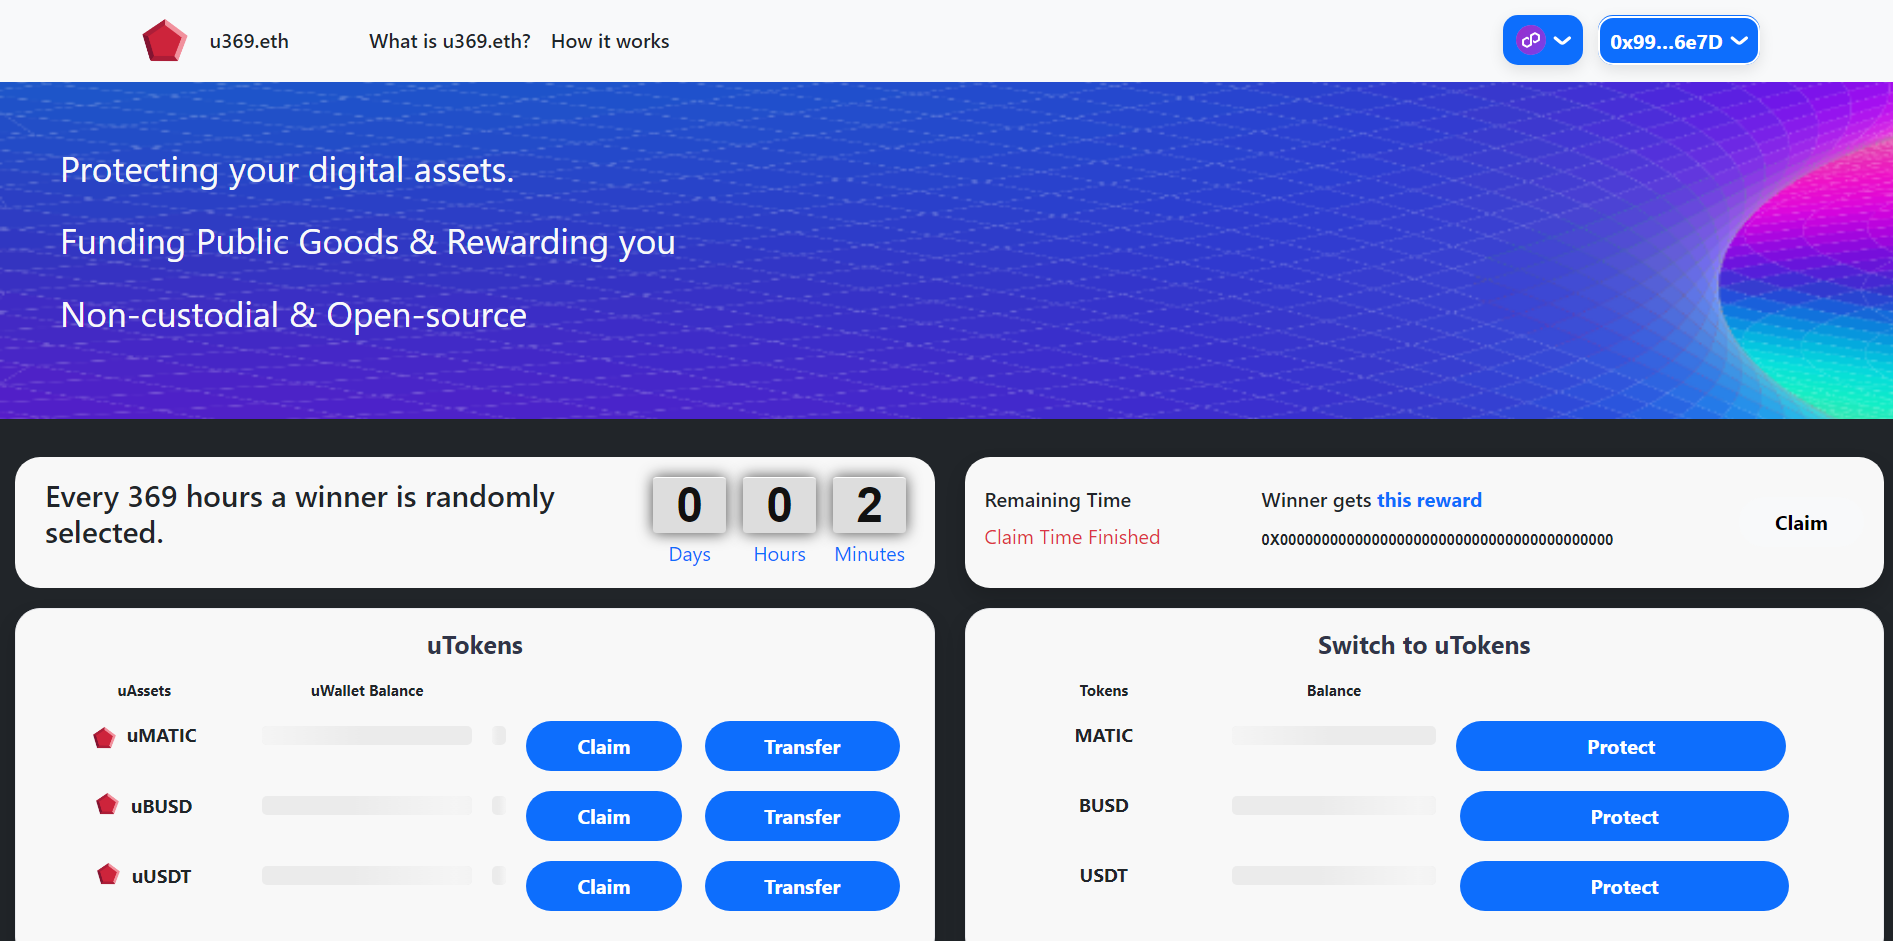 u369.eth
What is u369.eth?
How it works
0x99...6e7D
Protecting your digital assets.
Funding Public Goods & Rewarding you
Non-custodial & Open-source
Every 369 hours a winner is randomly
selected.
0 0 2
Days Hours Minutes
Remaining Time
Claim Time Finished
Winner gets this reward
0X0000000000000000000000000000000000000000
Claim
uTokens
uAssets uWallet Balance
uMATIC Claim Transfer
uBUSD Claim Transfer
uUSDT Claim Transfer
Switch to uTokens
Tokens Balance
MATIC Protect
BUSD Protect
USDT Protect